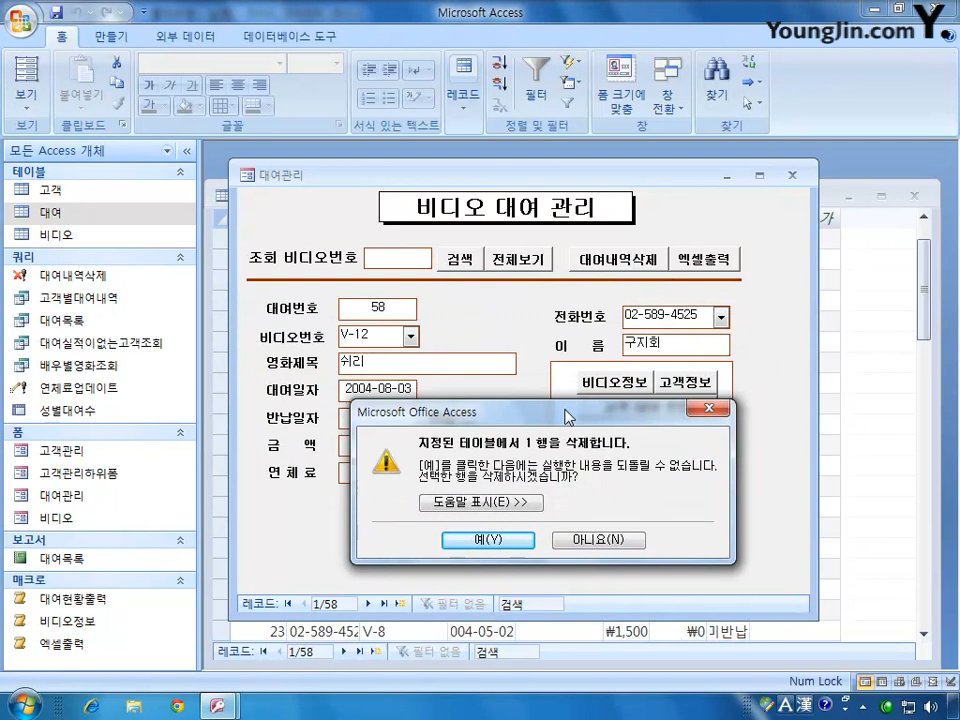 Microsoft Access
YoungJin.com Y.
홈 만들기 외부 데이터 데이터베이스 도구
보기 붙여넣기 가 가 가 레코드 필터 폼 크기에 맞춤 창 전환 찾기
보기 클립보드 글꼴 서식 있는 텍스트 정렬 및 필터 창 찾기
모든 Access 개체
테이블
고객
대여
비디오
쿼리
대여내역삭제
고객별대여내역
대여목록
대여실적이없는고객조회
배우별영화조회
연체료업데이트
성별대여수
폼
고객관리
고객관리하위폼
대여관리
비디오
보고서
대여목록
매크로
대여현황출력
비디오정보
엑셀출력
대여관리
비디오 대여 관리
조회 비디오번호 검색 전체보기 대여내역삭제 엑셀출력
대여번호 58 전화번호 02-589-4525
비디오번호 V-12 이 름 구지회
영화제목 쉬리
대여일자 2004-08-03 비디오정보 고객정보
반납일자
금 액
연 체 료
Microsoft Office Access
지정된 테이블에서 1 행을 삭제합니다.
[예]를 클릭한 다음에는 실행한 내용을 되돌릴 수 없습니다.
선택한 행을 삭제하시겠습니까?
도움말 표시(E) >>
예(Y) 아니요(N)
레코드: 1/58 필터 없음 검색
23 02-589-452 V-8 004-05-02 ₩1,500 ₩0 미반납
레코드: 1/58 필터 없음 검색
Num Lock
A 漢